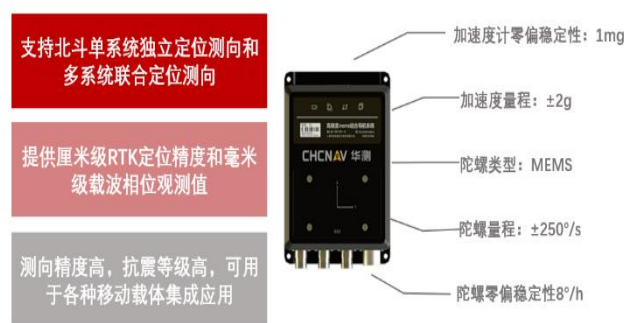 支持北斗单系统独立定位测向和
多系统联合定位测向
提供厘米级RTK定位精度和毫米
级载波相位观测值
测向精度高，抗震等级高，可用
于各种移动载体集成应用
CHCNAV 华测
加速度计零偏稳定性：1mg
加速度量程：±2g
陀螺类型：MEMS
陀螺量程：±250°/s
陀螺零偏稳定性8°/h